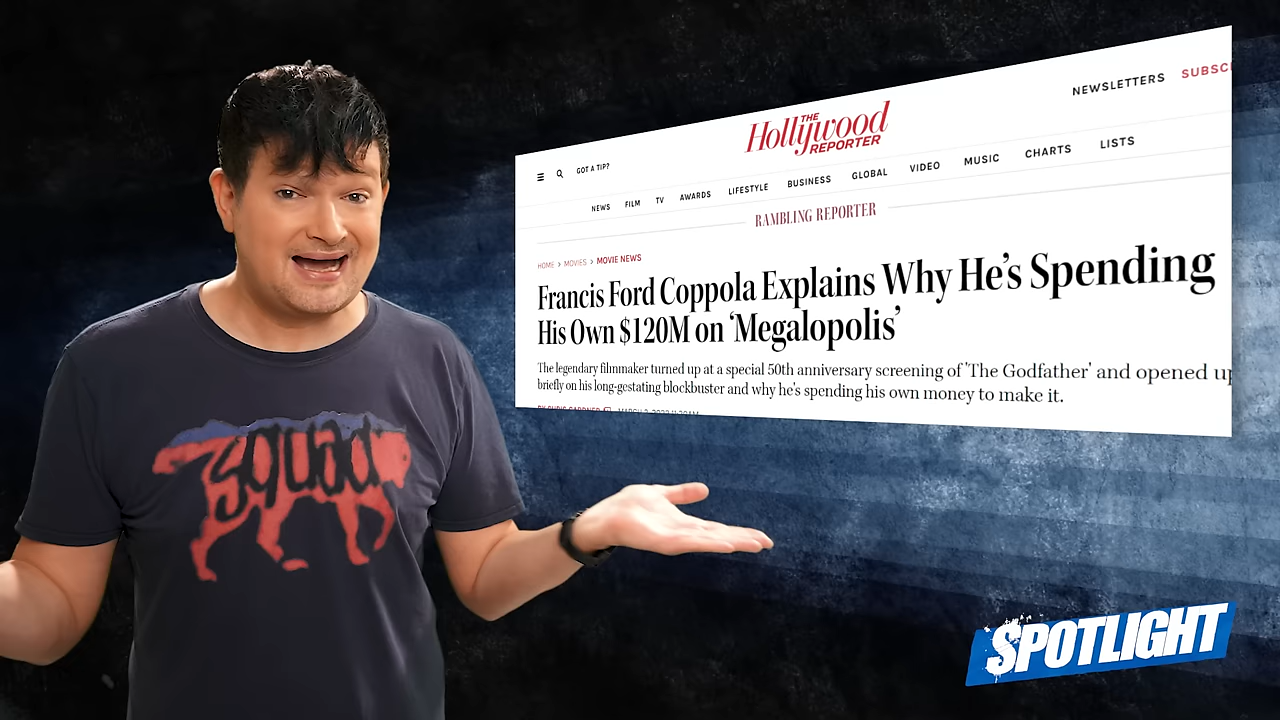 NEWSLETTERS
SUBSC
THE
Hollywood
REPORTER
GOT A TIP?
NEWS FILM TV AWARDS LIFESTYLE BUSINESS GLOBAL VIDEO MUSIC CHARTS LISTS
RAMBLING REPORTER
HOME > MOVIES > MOVIE NEWS
Francis Ford Coppola Explains Why He's Spending
His Own $120M on ‘Megalopolis’
The legendary filmmaker turned up at a special 50th anniversary screening of 'The Godfather' and opened up
briefly on his long-gestating blockbuster and why he's spending his own money to make it.
squad
SPOTLIGHT